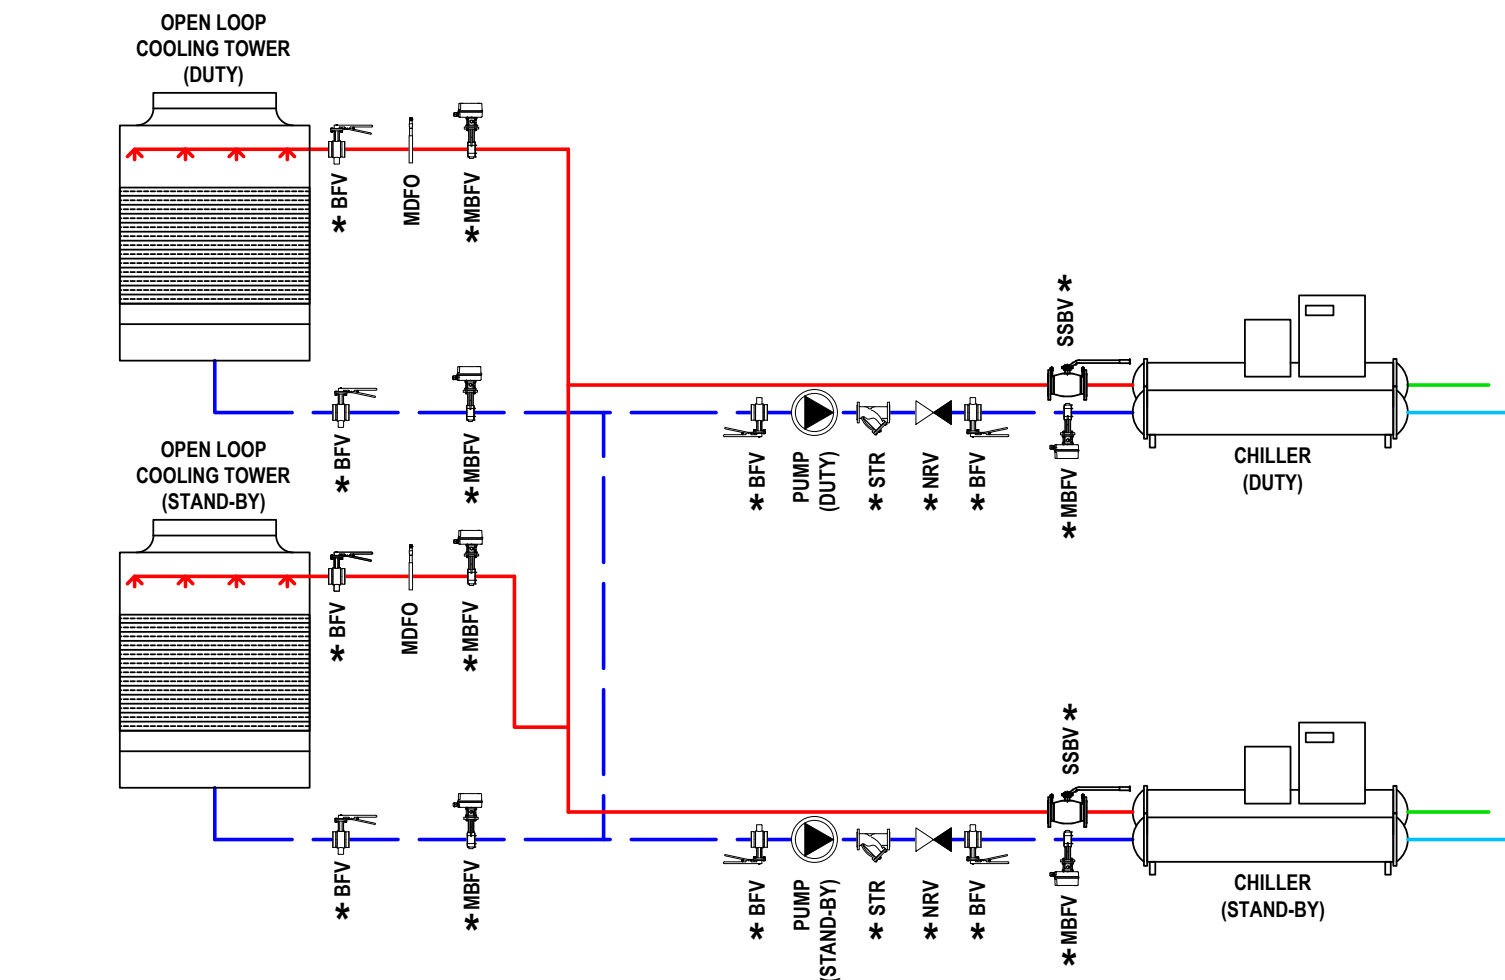 OPEN LOOP
COOLING TOWER
(DUTY)
* BFV
MDFO
*MBFV
* BFV
*MBFV
SSBV *
* BFV
PUMP
(DUTY)
* STR
*NRV
* BFV
*MBFV
CHILLER
(DUTY)
OPEN LOOP
COOLING TOWER
(STAND-BY)
* BFV
MDFO
*MBFV
* BFV
*MBFV
SSBV *
* BFV
PUMP
(STAND-BY)
* STR
*NRV
* BFV
*MBFV
CHILLER
(STAND-BY)